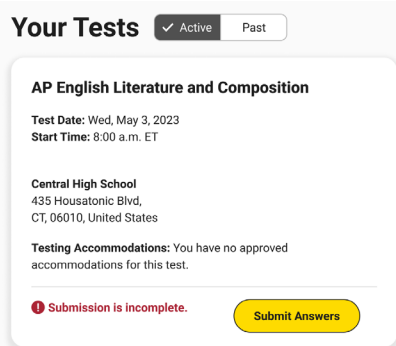 Your Tests
Active
Past
AP English Literature and Composition
Test Date: Wed, May 3, 2023
Start Time: 8:00 a.m. ET
Central High School
435 Housatonic Blvd,
CT, 06010, United States
Testing Accommodations: You have no approved
accommodations for this test.
Submission is incomplete.
Submit Answers